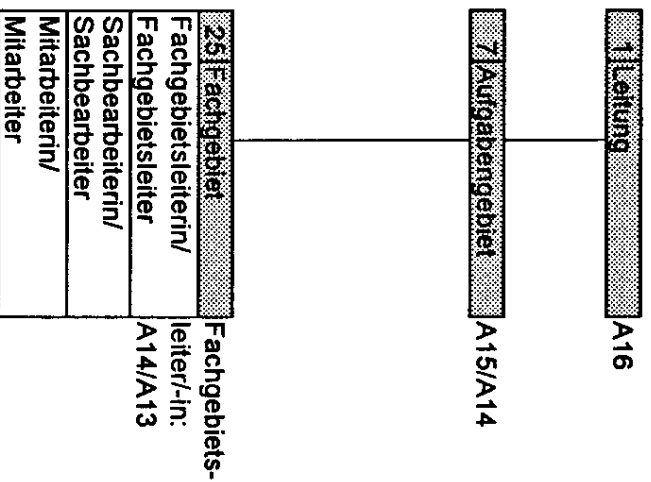 1 Leitung A16
7 Aufgabengebiet A15/A14
25 Fachgebiet Fachgebiets-
Fachgebietsleiterin/ leiter/-in:
Fachgebietsleiter A14/A13
Sachbearbeiterin/
Sachbearbeiter
Mitarbeiterin/
Mitarbeiter